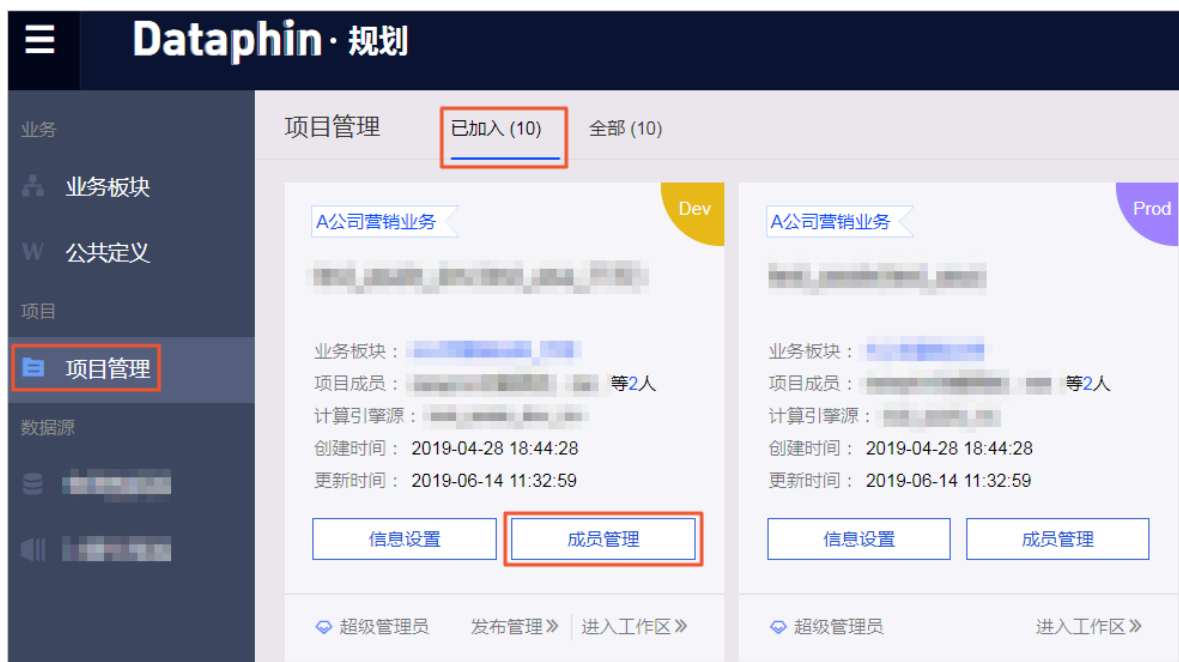 Dataphin · 规划
业务
业务板块
W 公共定义
项目
项目管理
数据源
项目管理 已加入 (10) 全部 (10)
Dev
A公司营销业务
业务板块：
项目成员： 等2人
计算引擎源：
创建时间： 2019-04-28 18:44:28
更新时间： 2019-06-14 11:32:59
信息设置 成员管理
超级管理员 发布管理 进入工作区
Prod
A公司营销业务
业务板块：
项目成员： 等2人
计算引擎源：
创建时间： 2019-04-28 18:44:28
更新时间： 2019-06-14 11:32:59
信息设置 成员管理
超级管理员 进入工作区